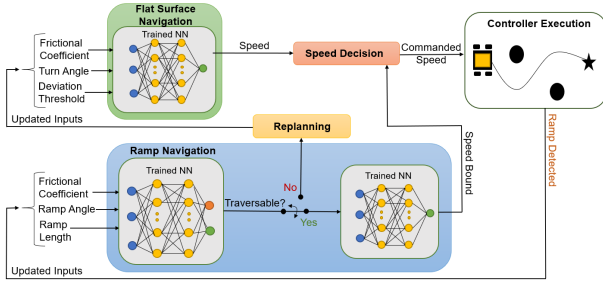 Flat Surface
Navigation
Trained NN
Frictional
Coefficient
Turn Angle
Deviation
Threshold
Updated Inputs
Speed
Speed Decision
Commanded
Speed
Controller Execution
Replanning
Ramp Navigation
Trained NN
Frictional
Coefficient
Ramp Angle
Ramp
Length
Updated Inputs
Traversable?
No
Yes
Trained NN
Speed Bound
Ramp Detected